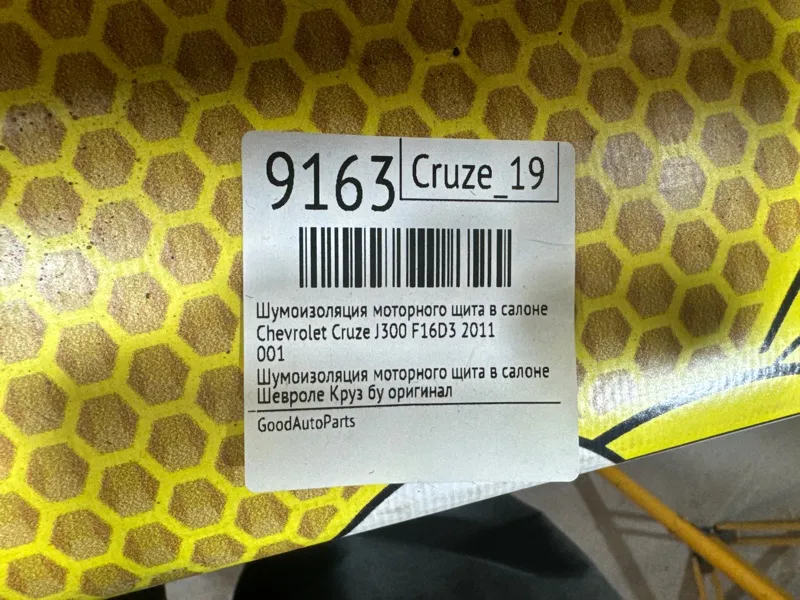 9163
Cruze_19
Шумоизоляция моторного щита в салоне
Chevrolet Cruze J300 F16D3 2011
001
Шумоизоляция моторного щита в салоне
Шевроле Круз бу оригинал
GoodAutoParts